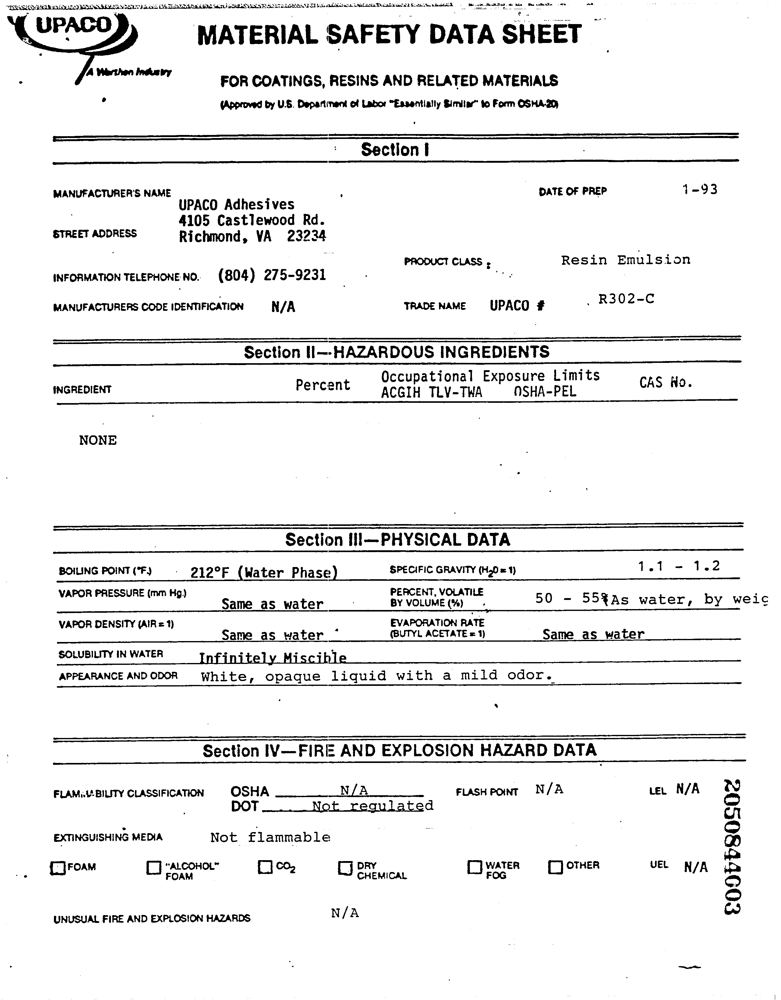 UPACO
A Worthen Industry
MATERIAL SAFETY DATA SHEET
FOR COATINGS, RESINS AND RELATED MATERIALS
(Approved by U.S. Department of Labor "Essentially Similar" to Form OSHA-20)
Section I
MANUFACTURER'S NAME
UPACO Adhesives
DATE OF PREP 1-93
4105 Castlewood Rd.
STREET ADDRESS Richmond, VA 23234
PRODUCT CLASS : Resin Emulsion
INFORMATION TELEPHONE NO. (804) 275-9231
MANUFACTURERS CODE IDENTIFICATION N/A TRADE NAME UPACO # R302-C
Section II—HAZARDOUS INGREDIENTS
INGREDIENT Percent Occupational Exposure Limits CAS No.
ACGIH TLV-TWA OSHA-PEL
NONE
Section III—PHYSICAL DATA
BOILING POINT (°F.) 212°F (Water Phase) SPECIFIC GRAVITY (H2O = 1) 1.1 - 1.2
VAPOR PRESSURE (mm Hg.) Same as water PERCENT, VOLATILE
BY VOLUME (%) 50 - 55% As water, by weig
VAPOR DENSITY (AIR = 1) Same as water EVAPORATION RATE
(BUTYL ACETATE = 1) Same as water
SOLUBILITY IN WATER Infinitely Miscible
APPEARANCE AND ODOR White, opaque liquid with a mild odor.
Section IV—FIRE AND EXPLOSION HAZARD DATA
FLAMMABILITY CLASSIFICATION OSHA N/A FLASH POINT N/A LEL N/A
DOT Not regulated
EXTINGUISHING MEDIA Not flammable
FOAM "ALCOHOL" FOAM CO2 DRY CHEMICAL WATER FOG OTHER UEL N/A
UNUSUAL FIRE AND EXPLOSION HAZARDS N/A
2050844603